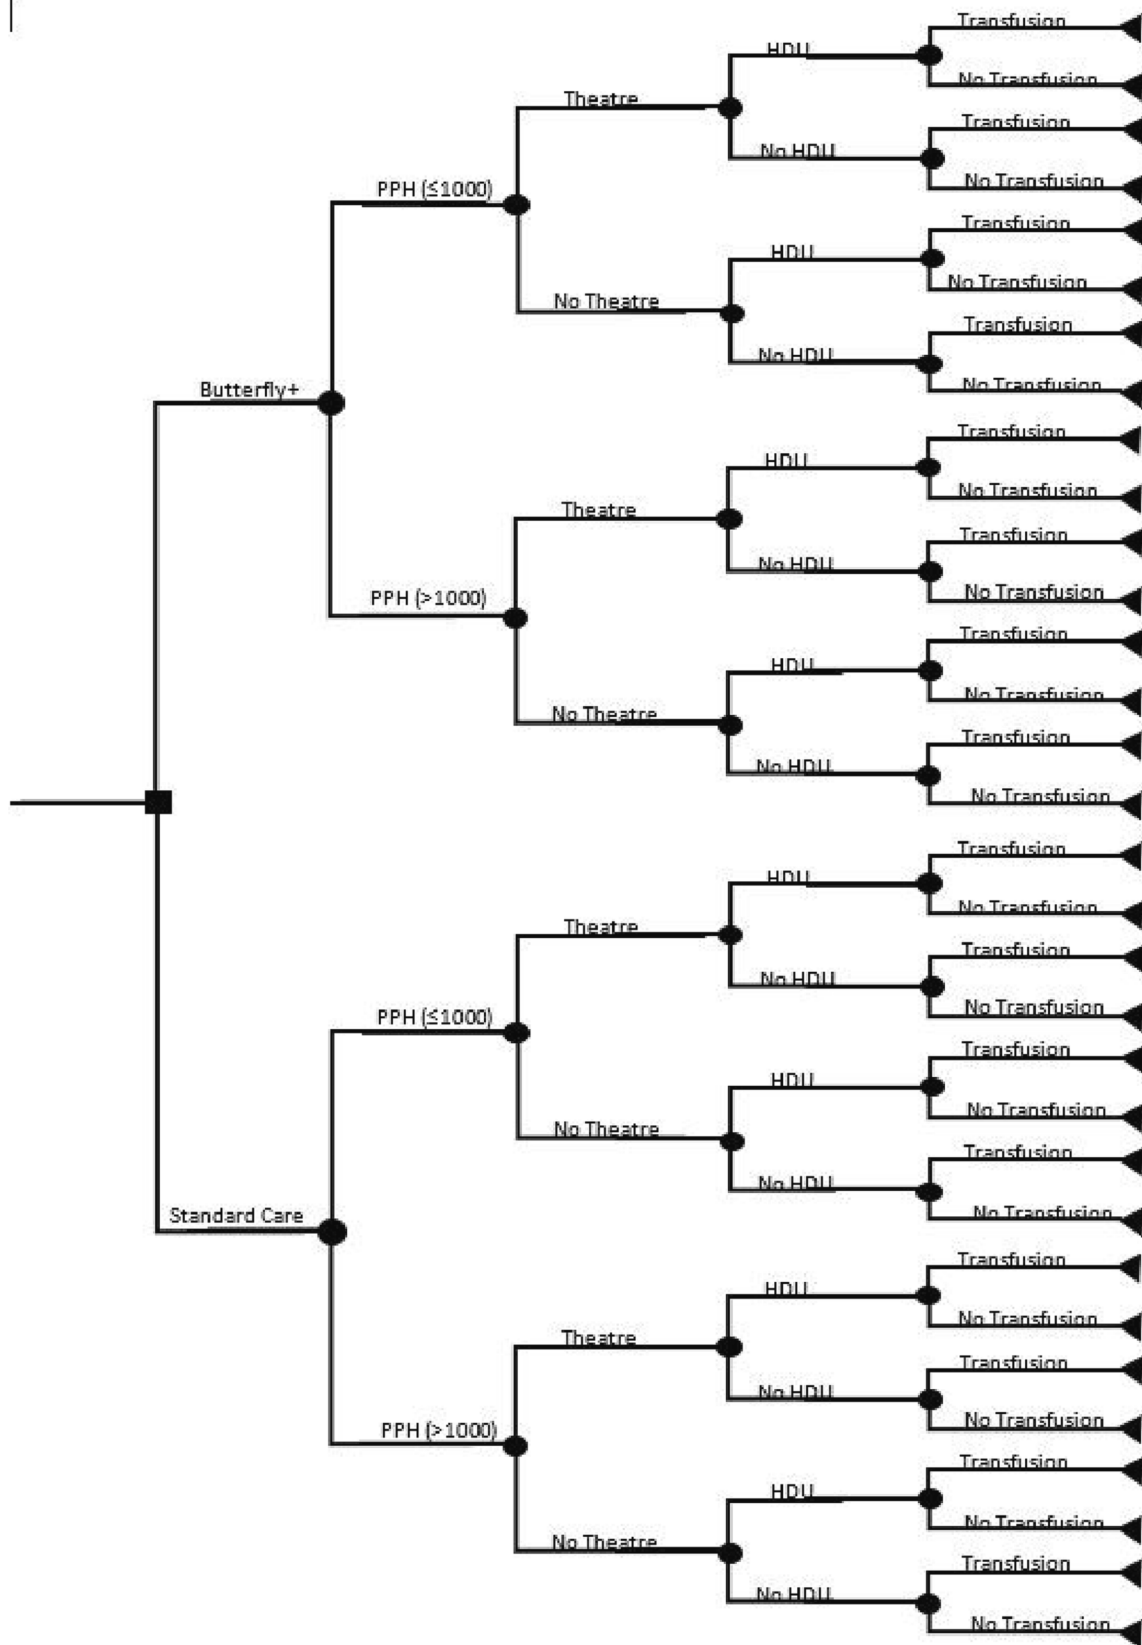 Transfusion
HDU
No Transfusion
Theatre
Transfusion
No HDU
No Transfusion
PPH (≤1000)
Transfusion
HDU
No Transfusion
No Theatre
Transfusion
No HDU
No Transfusion
Butterfly+
Transfusion
HDU
No Transfusion
Theatre
Transfusion
No HDU
No Transfusion
PPH (>1000)
Transfusion
HDU
No Transfusion
No Theatre
Transfusion
No HDU
No Transfusion
Transfusion
HDU
No Transfusion
Theatre
Transfusion
No HDU
No Transfusion
PPH (≤1000)
Transfusion
HDU
No Transfusion
No Theatre
Transfusion
No HDU
No Transfusion
Standard Care
Transfusion
HDU
No Transfusion
Theatre
Transfusion
No HDU
No Transfusion
PPH (>1000)
Transfusion
HDU
No Transfusion
No Theatre
Transfusion
No HDU
No Transfusion